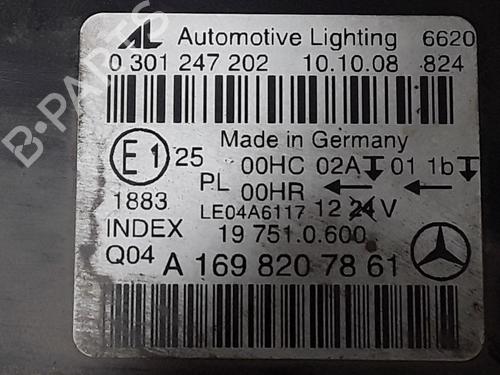 AL Automotive Lighting 6620
0 301 247 202 10.10.08 824
Made in Germany
E1 25 00HC 02A 01 1b
PL 00HR
1883 LE04A6117 12 24 V
INDEX 19 751.0.600
Q04 A 169 820 78 61
B-PARTS